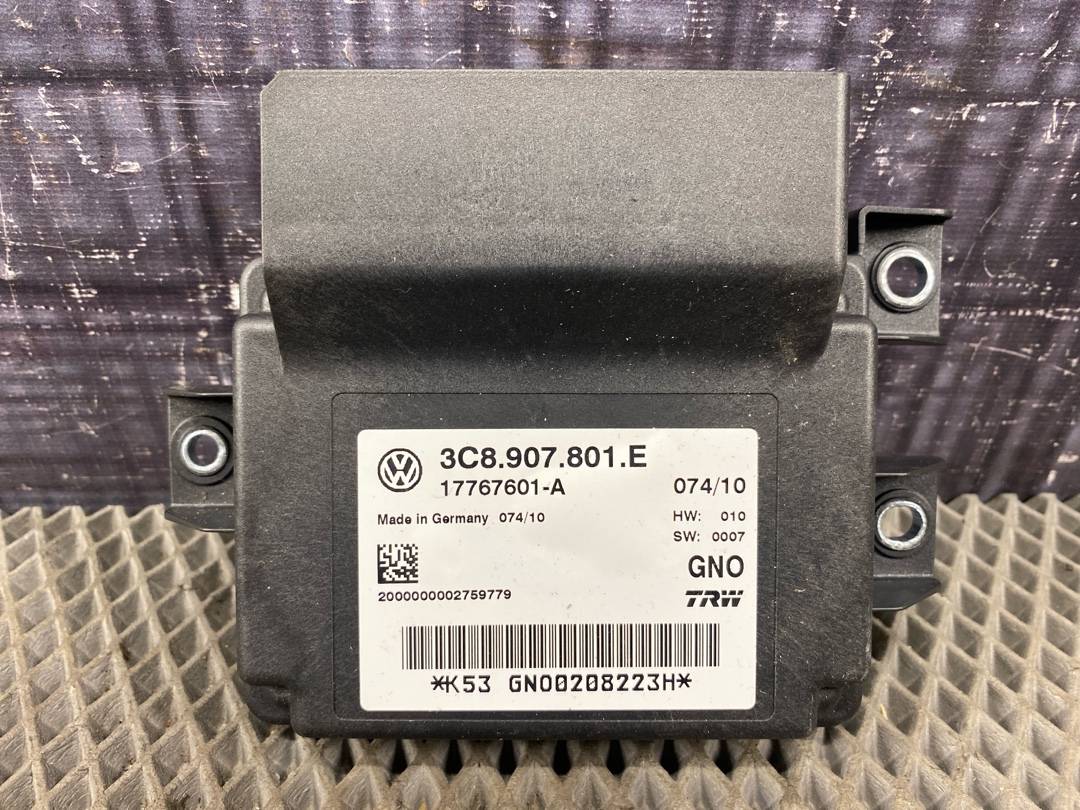 3C8.907.801.E
17767601-A
074/10
Made in Germany 074/10
HW: 010
SW: 0007
GNO
TRW
2000000002759779
*K53 GNO0208223H*